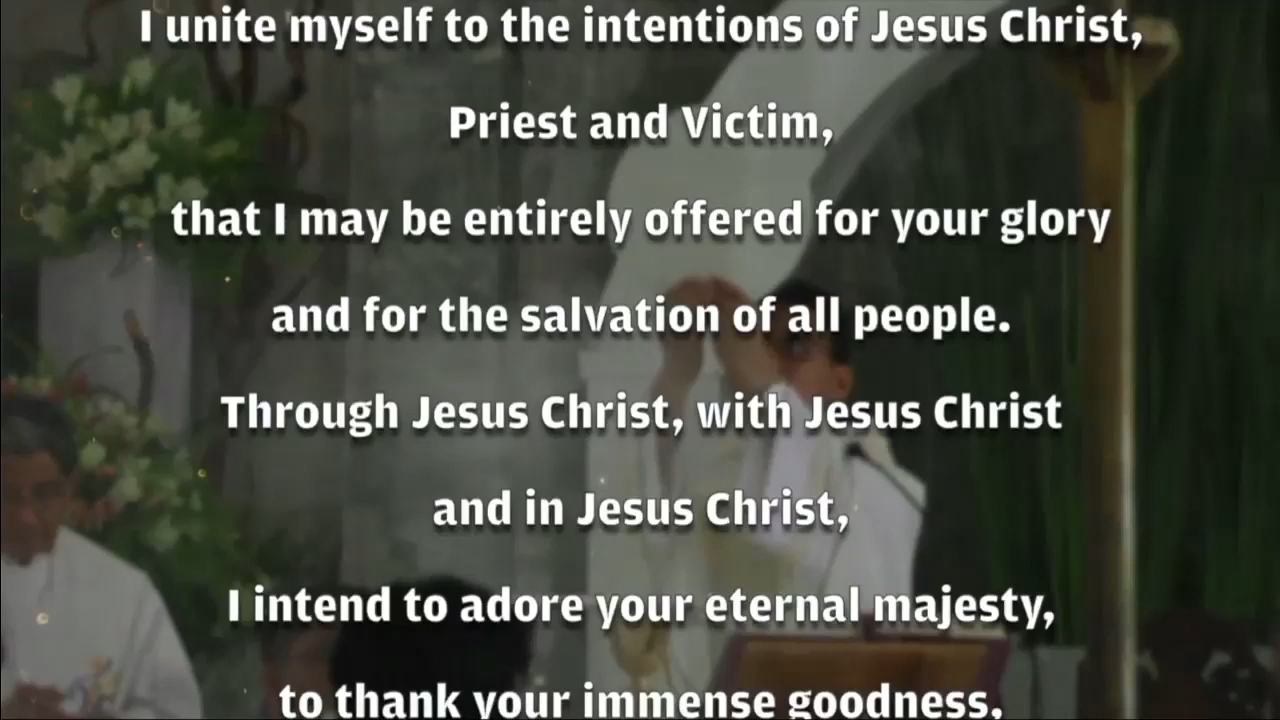 I unite myself to the intentions of Jesus Christ,
Priest and Victim,
that I may be entirely offered for your glory
and for the salvation of all people.
Through Jesus Christ, with Jesus Christ
and in Jesus Christ,
I intend to adore your eternal majesty,
to thank your immense goodness,